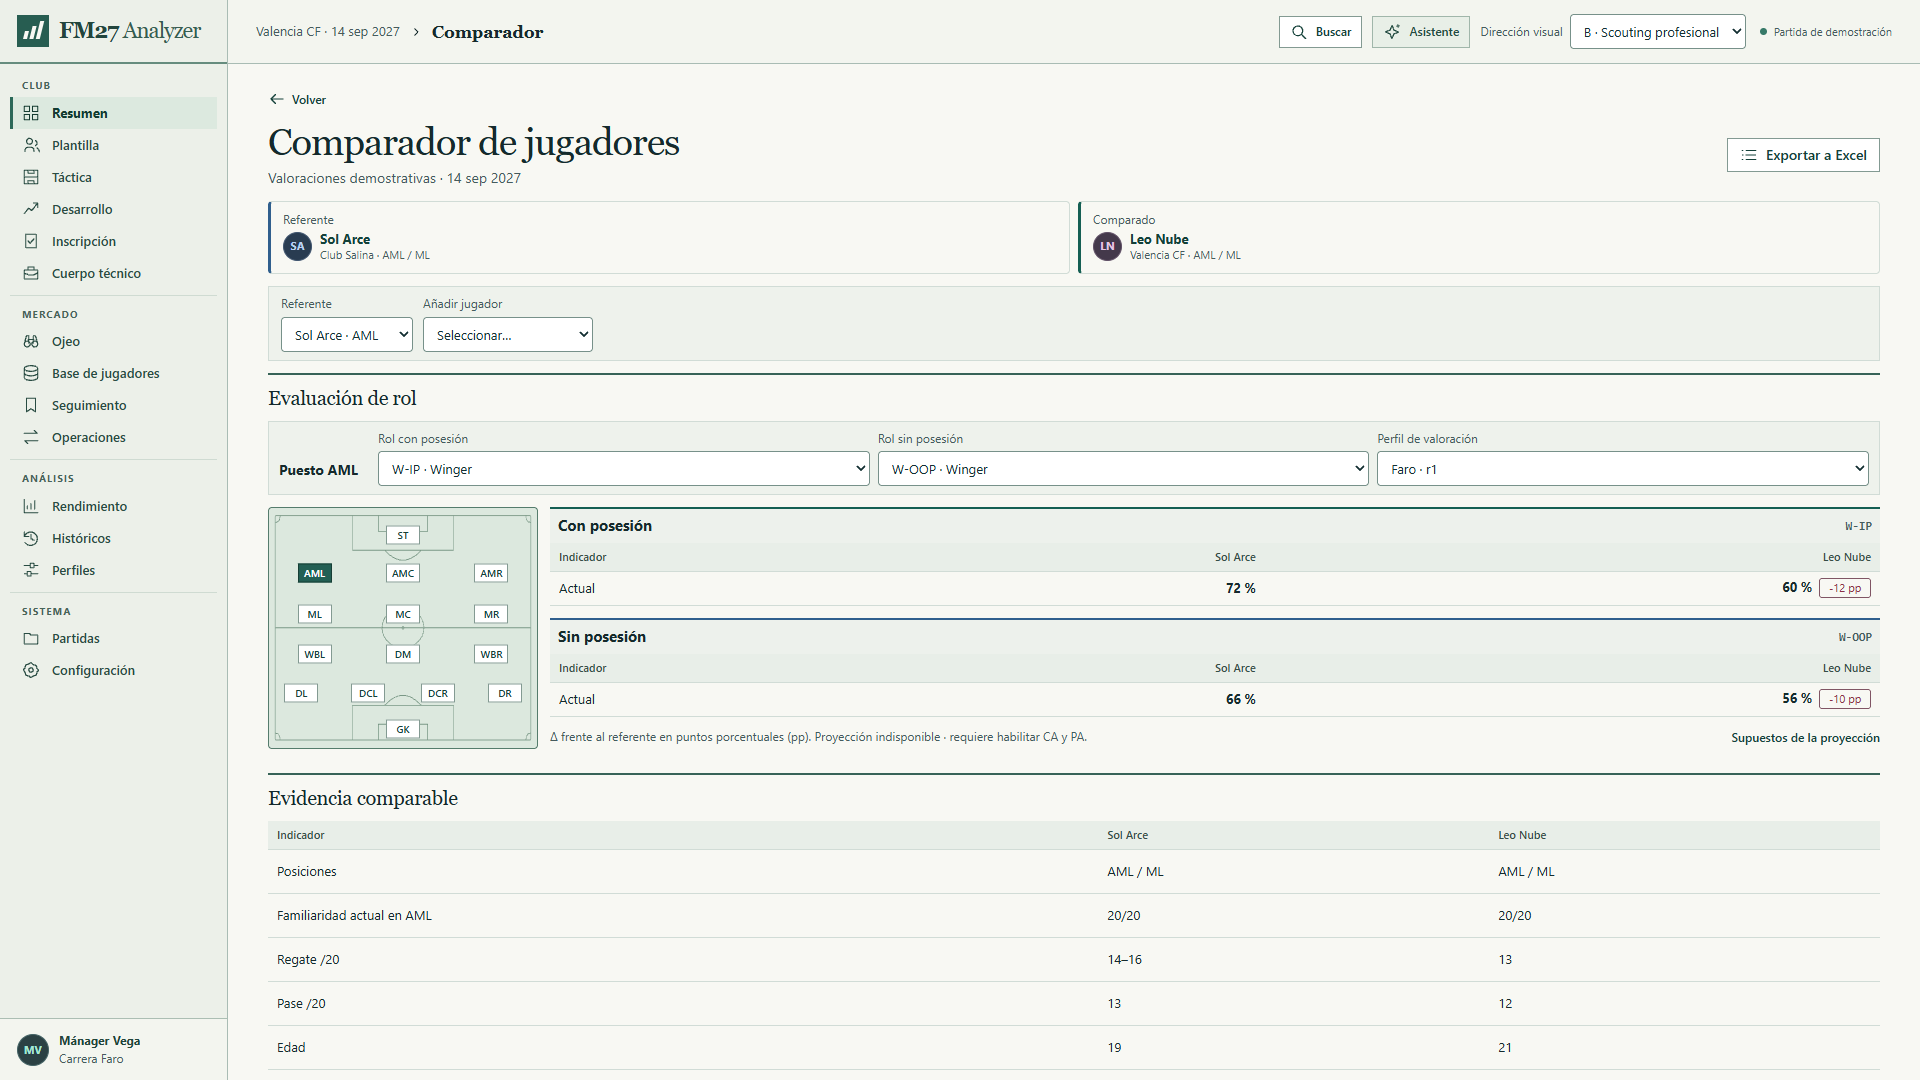 FM27 Analyzer
Valencia CF · 14 sep 2027 › Comparador
Buscar
Asistente
Dirección visual
B · Scouting profesional
Partida de demostración
CLUB
Resumen
Plantilla
Táctica
Desarrollo
Inscripción
Cuerpo técnico
MERCADO
Ojeo
Base de jugadores
Seguimiento
Operaciones
ANÁLISIS
Rendimiento
Históricos
Perfiles
SISTEMA
Partidas
Configuración
MV
Mánager Vega
Carrera Faro
Volver
Comparador de jugadores
Valoraciones demostrativas · 14 sep 2027
Exportar a Excel
Referente
SA
Sol Arce
Club Salina · AML / ML
Comparado
LN
Leo Nube
Valencia CF · AML / ML
Referente
Sol Arce · AML
Añadir jugador
Seleccionar...
Evaluación de rol
Puesto AML
Rol con posesión
W-IP · Winger
Rol sin posesión
W-OOP · Winger
Perfil de valoración
Faro · r1
ST
AML AMC AMR
ML MC MR
WBL DM WBR
DL DCL DCR DR
GK
Con posesión W-IP
Indicador Sol Arce Leo Nube
Actual 72 % 60 % -12 pp
Sin posesión W-OOP
Indicador Sol Arce Leo Nube
Actual 66 % 56 % -10 pp
Δ frente al referente en puntos porcentuales (pp). Proyección indisponible · requiere habilitar CA y PA.
Supuestos de la proyección
Evidencia comparable
Indicador Sol Arce Leo Nube
Posiciones AML / ML AML / ML
Familiaridad actual en AML 20/20 20/20
Regate /20 14–16 13
Pase /20 13 12
Edad 19 21